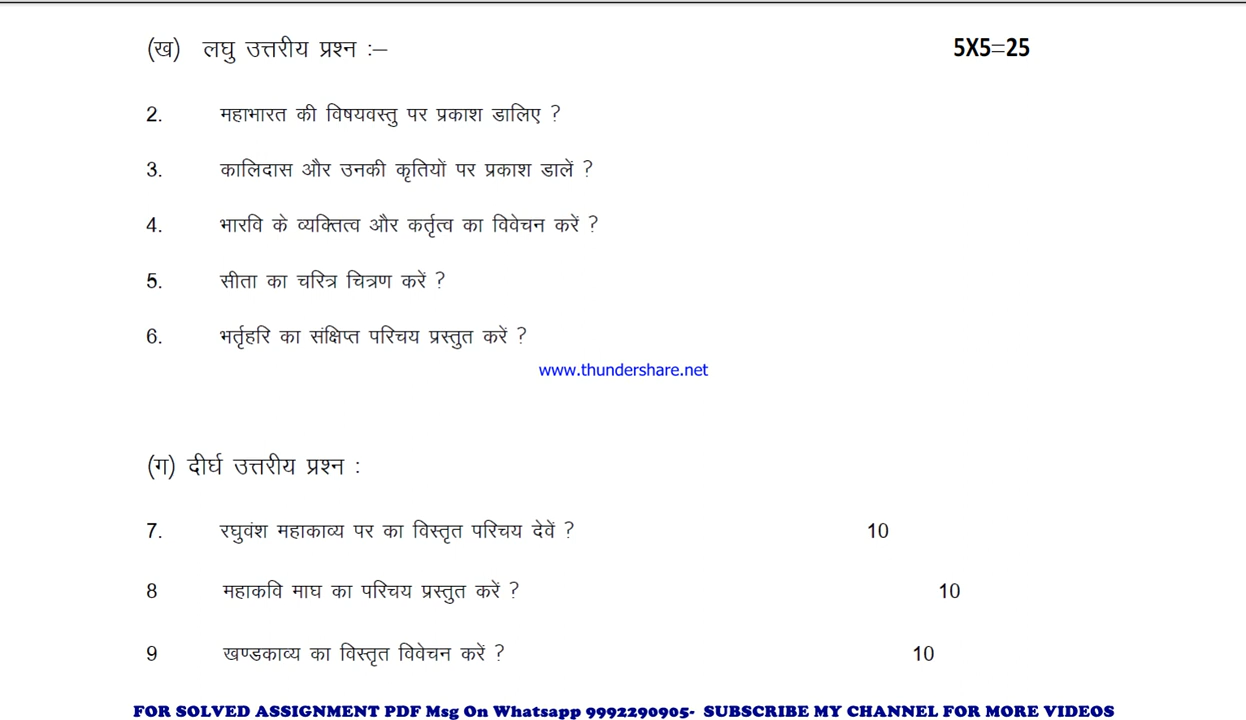 (ख) लघु उत्तरीय प्रश्न :– 5X5=25
2. महाभारत की विषयवस्तु पर प्रकाश डालिए ?
3. कालिदास और उनकी कृतियों पर प्रकाश डालें ?
4. भारवि के व्यक्तित्व और कर्तृत्व का विवेचन करें ?
5. सीता का चरित्र चित्रण करें ?
6. भर्तृहरि का संक्षिप्त परिचय प्रस्तुत करें ?
www.thundershare.net
(ग) दीर्घ उत्तरीय प्रश्न :
7. रघुवंश महाकाव्य पर का विस्तृत परिचय देवें ? 10
8 महाकवि माघ का परिचय प्रस्तुत करें ? 10
9 खण्डकाव्य का विस्तृत विवेचन करें ? 10
FOR SOLVED ASSIGNMENT PDF Msg On Whatsapp 9992290905- SUBSCRIBE MY CHANNEL FOR MORE VIDEOS